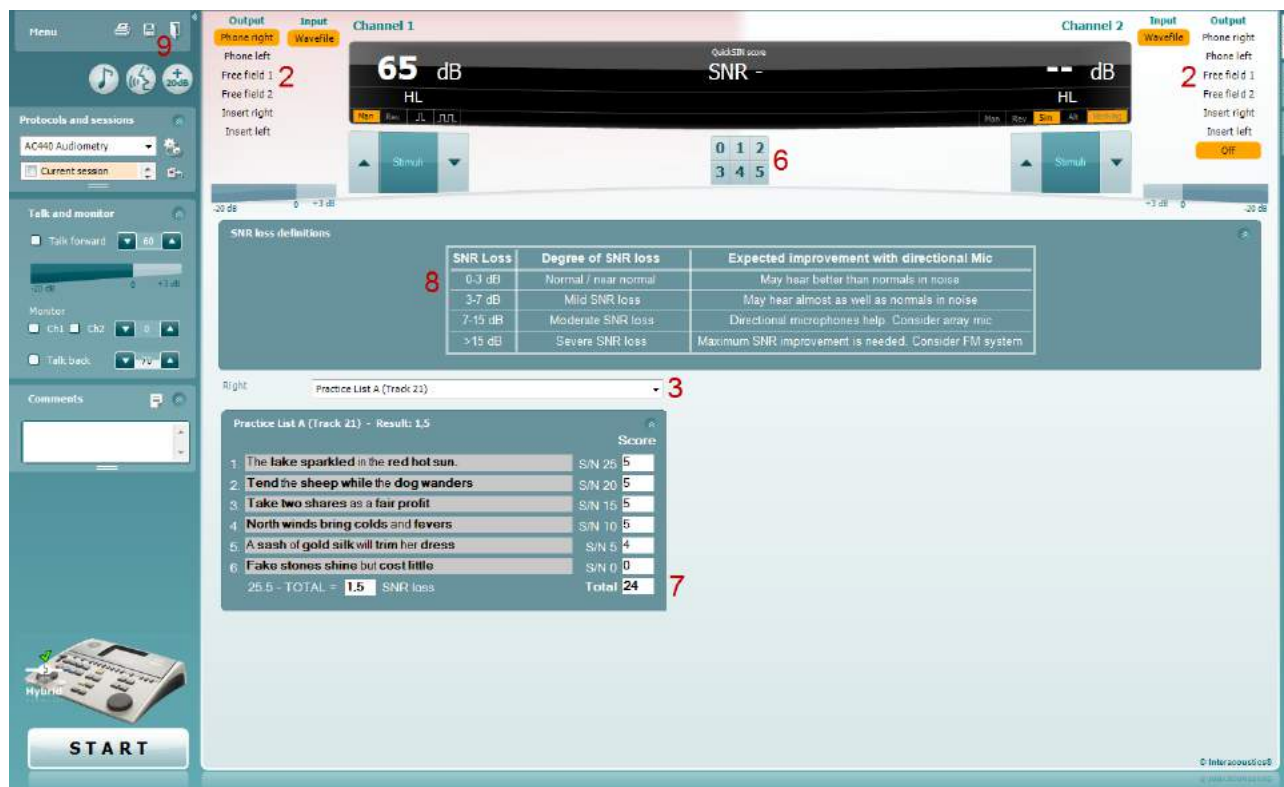 Menu
9
20dB
Protocols and sessions
AC440 Audiometry
Current session
Talk and monitor
Talk forward 60
-20 dB 0 +3 dB
Monitor
Ch1 Ch2 0
Talk back 70
Comments
Hybrid
START
Output Input Channel 1
Phone right Wavefile
Phone left
Free field 1 2
Free field 2
Insert right
Insert left
65 dB
HL
Man Rev
QuickSIN score
SNR -
-- dB
HL
Man Rev Sim Alt
Channel 2 Input Output
Wavefile Phone right
Phone left
2 Free field 1
Free field 2
Insert right
Insert left
Off
Stimuli
0 1 2
3 4 5
6
Stimuli
-20 dB 0 +3 dB
+3 dB 0 -20 dB
SNR loss definitions
8
SNR Loss Degree of SNR loss Expected improvement with directional Mic
0-3 dB Normal / near normal May hear better than normals in noise
3-7 dB Mild SNR loss May hear almost as well as normals in noise
7-15 dB Moderate SNR loss Directional microphones help. Consider array mic
>15 dB Severe SNR loss Maximum SNR improvement is needed. Consider FM system
Right Practice List A (Track 21) 3
Practice List A (Track 21) - Result: 1,5
Score
1. The lake sparkled in the red hot sun. S/N 25 5
2. Tend the sheep while the dog wanders S/N 20 5
3. Take two shares as a fair profit S/N 15 5
4. North winds bring colds and fevers S/N 10 5
5. A sash of gold silk will trim her dress S/N 5 4
6. Fake stones shine but cost little S/N 0 0
25.5 - TOTAL = 1.5 SNR loss Total 24
7
© Interacoustics®